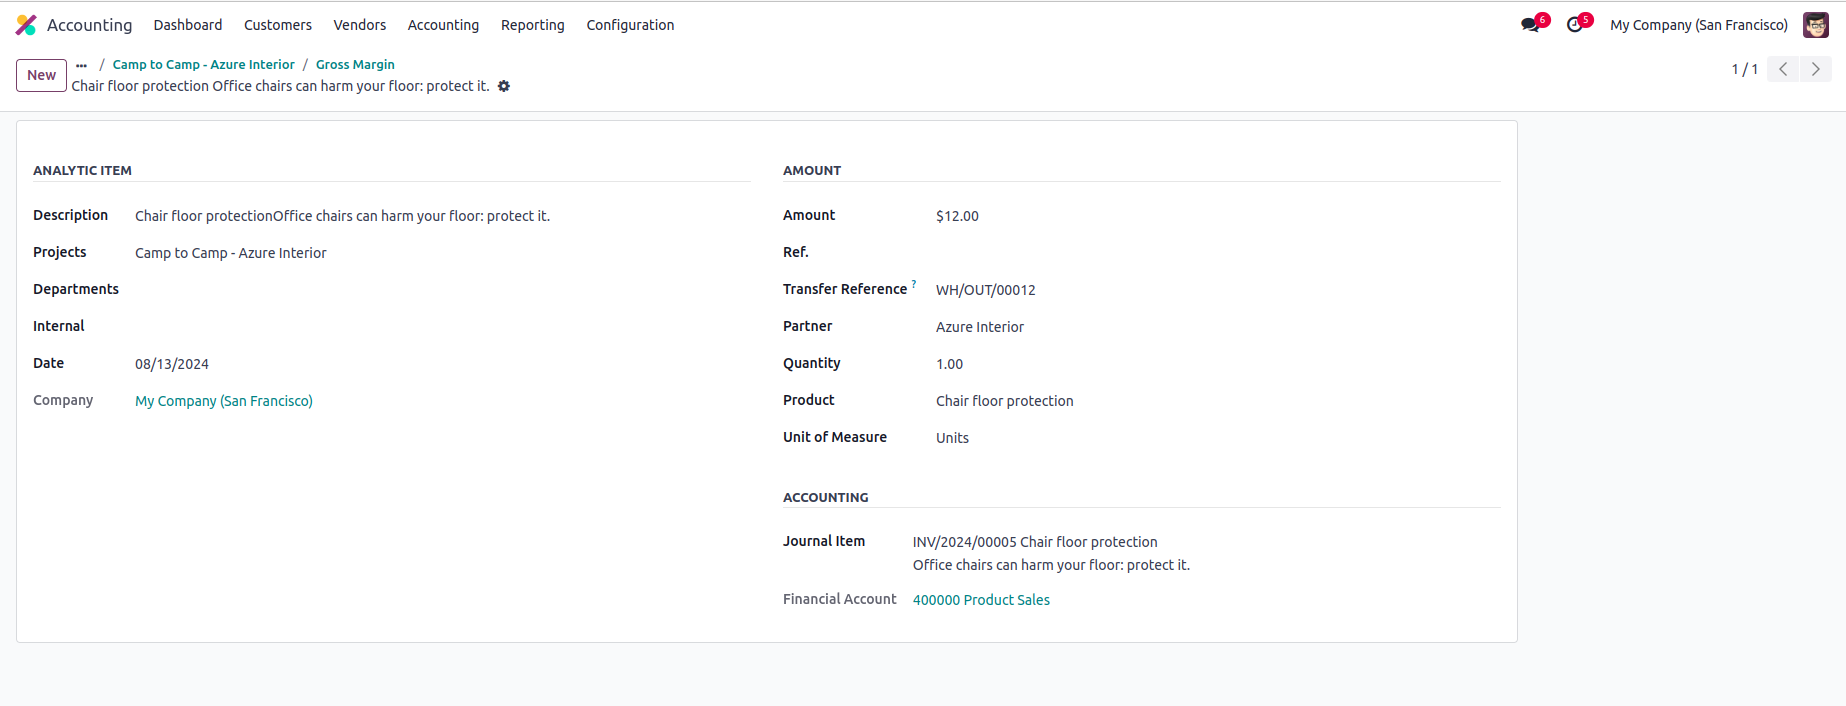 Accounting Dashboard Customers Vendors Accounting Reporting Configuration 6 5 My Company (San Francisco)
New ... / Camp to Camp - Azure Interior / Gross Margin
Chair floor protection Office chairs can harm your floor: protect it.
1 / 1
ANALYTIC ITEM
Description Chair floor protectionOffice chairs can harm your floor: protect it.
Projects Camp to Camp - Azure Interior
Departments
Internal
Date 08/13/2024
Company My Company (San Francisco)
AMOUNT
Amount $12.00
Ref.
Transfer Reference ? WH/OUT/00012
Partner Azure Interior
Quantity 1.00
Product Chair floor protection
Unit of Measure Units
ACCOUNTING
Journal Item INV/2024/00005 Chair floor protection
Office chairs can harm your floor: protect it.
Financial Account 400000 Product Sales